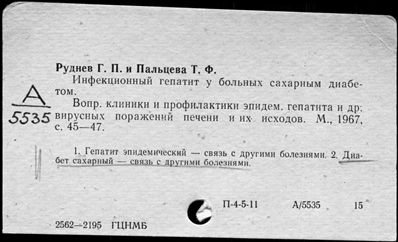 Руднев Г. П. и Пальцева Т. Ф.
Инфекционный гепатит у больных сахарным диабе-
том.
Вопр. клиники и профилактики эпидем. гепатита и др.
вирусных поражений печени и их исходов. М., 1967,
с. 45—47.
А
5535
1. Гепатит эпидемический — связь с другими болезнями. 2. Диа-
бет сахарный — связь с другими болезнями.
П-4-5-11 А/5535 15
2562—2195 ГЦНМБ